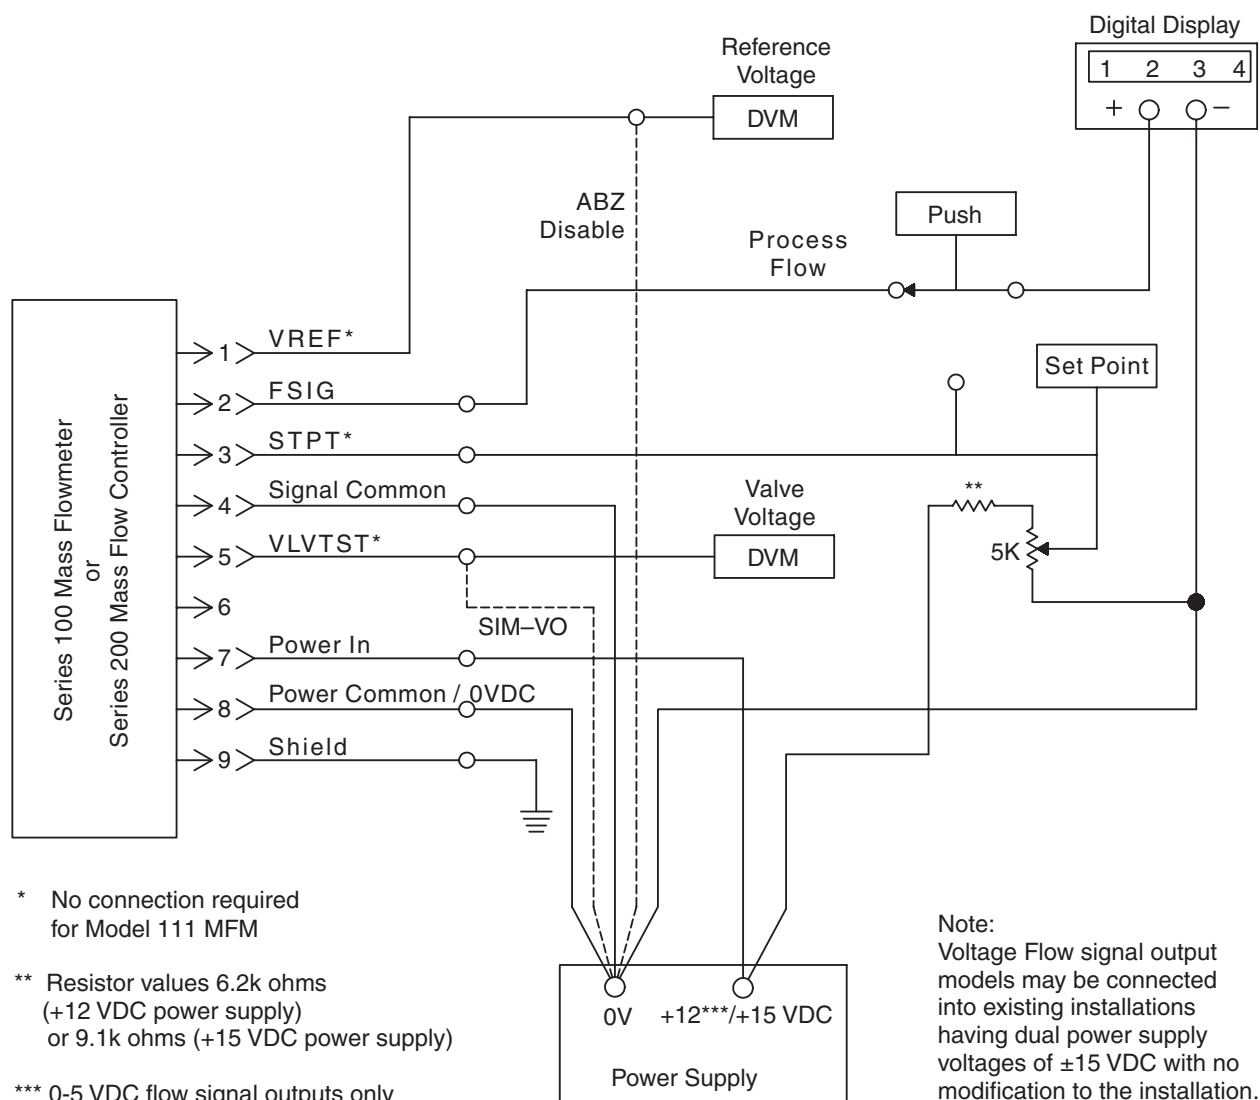 Digital Display
1 2 3 4
+ −
Reference
Voltage
DVM
ABZ
Disable
Push
Process
Flow
Set Point
Series 100 Mass Flowmeter
or
Series 200 Mass Flow Controller
1 VREF*
2 FSIG
3 STPT*
4 Signal Common
5 VLVTST*
6
7 Power In
8 Power Common / 0VDC
9 Shield
Valve
Voltage
DVM
**
5K
SIM–VO
* No connection required
for Model 111 MFM
** Resistor values 6.2k ohms
(+12 VDC power supply)
or 9.1k ohms (+15 VDC power supply)
*** 0-5 VDC flow signal outputs only
0V +12***/+15 VDC
Power Supply
Note:
Voltage Flow signal output
models may be connected
into existing installations
having dual power supply
voltages of ±15 VDC with no
modification to the installation.